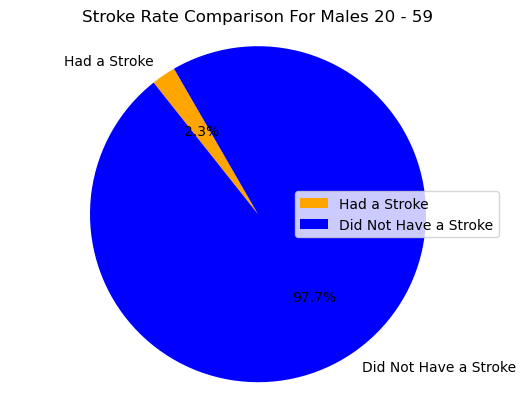 Stroke Rate Comparison For Males 20 - 59
Had a Stroke
2.3%
Had a Stroke
Did Not Have a Stroke
97.7%
Did Not Have a Stroke